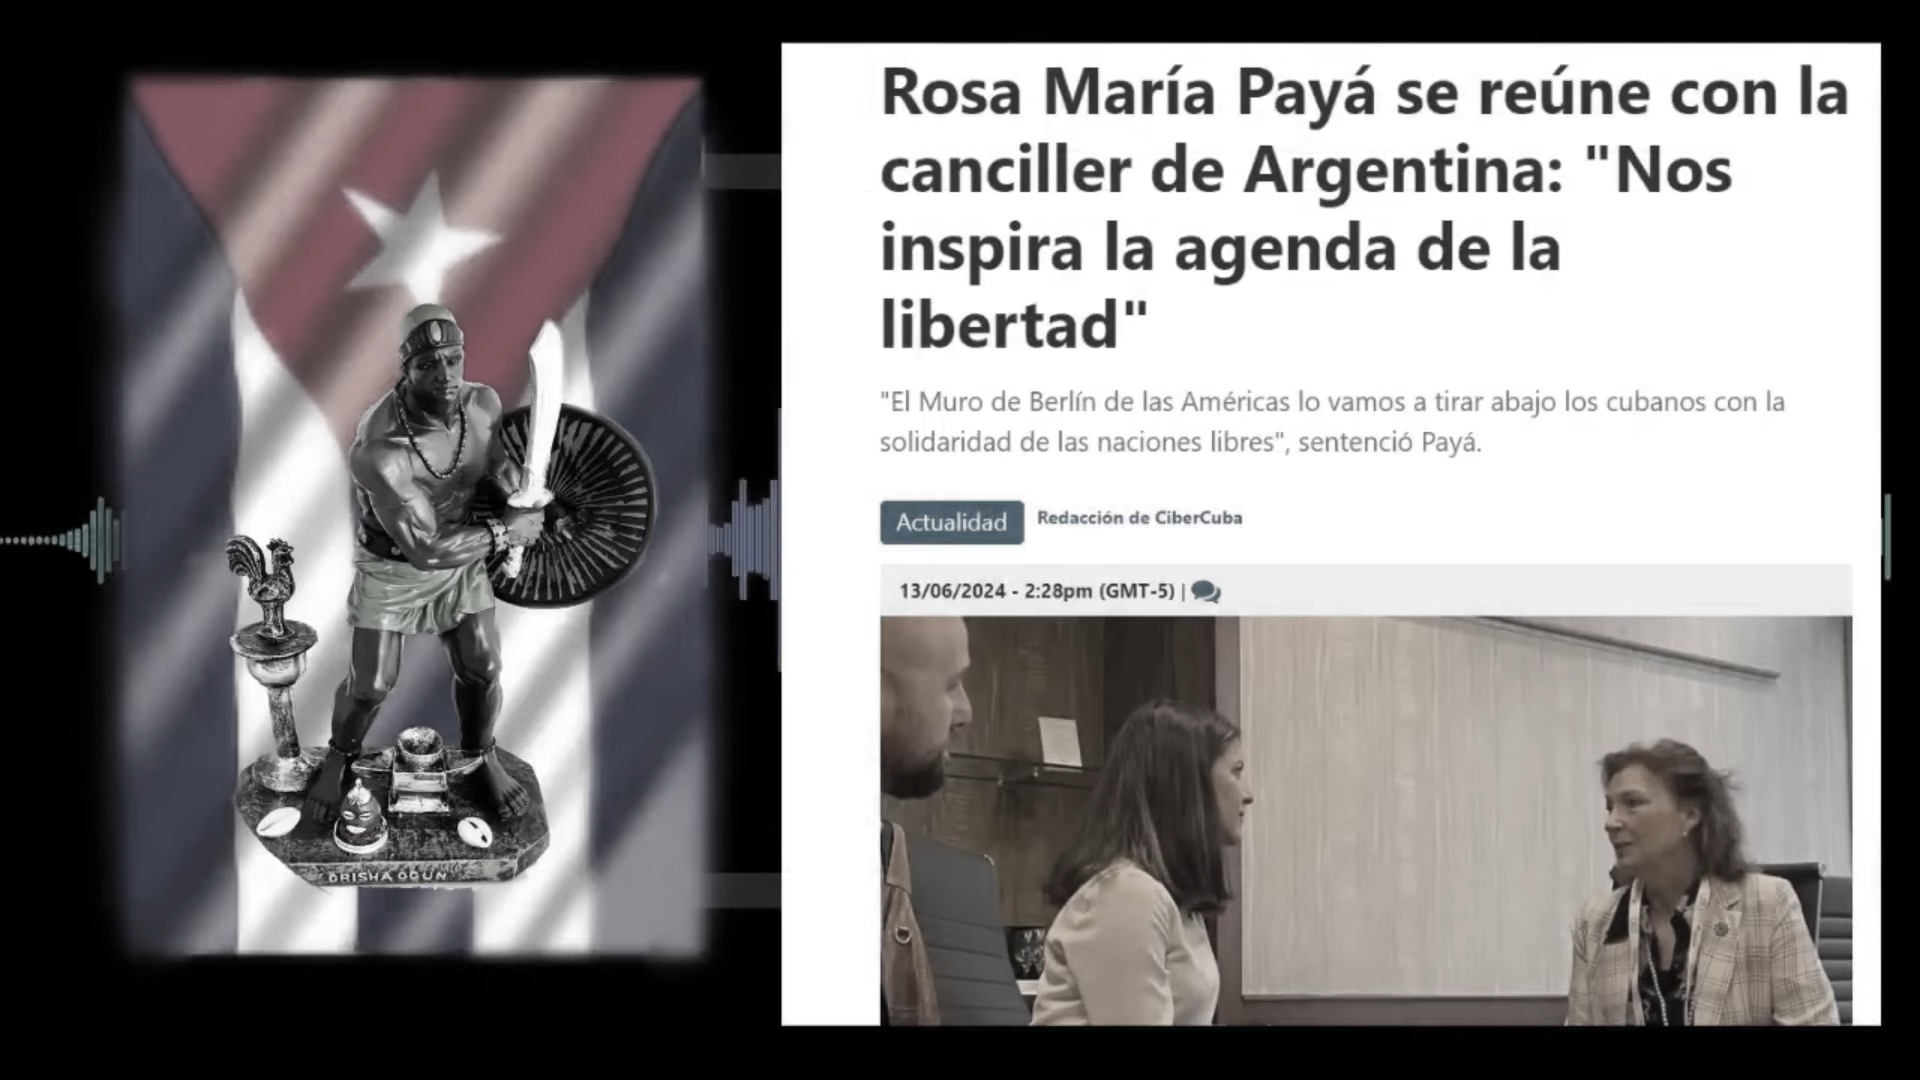 Rosa María Payá se reúne con la
canciller de Argentina: "Nos
inspira la agenda de la
libertad"
"El Muro de Berlín de las Américas lo vamos a tirar abajo los cubanos con la
solidaridad de las naciones libres", sentenció Payá.
Actualidad
Redacción de CiberCuba
13/06/2024 - 2:28pm (GMT-5) |
ORISHA OGUN